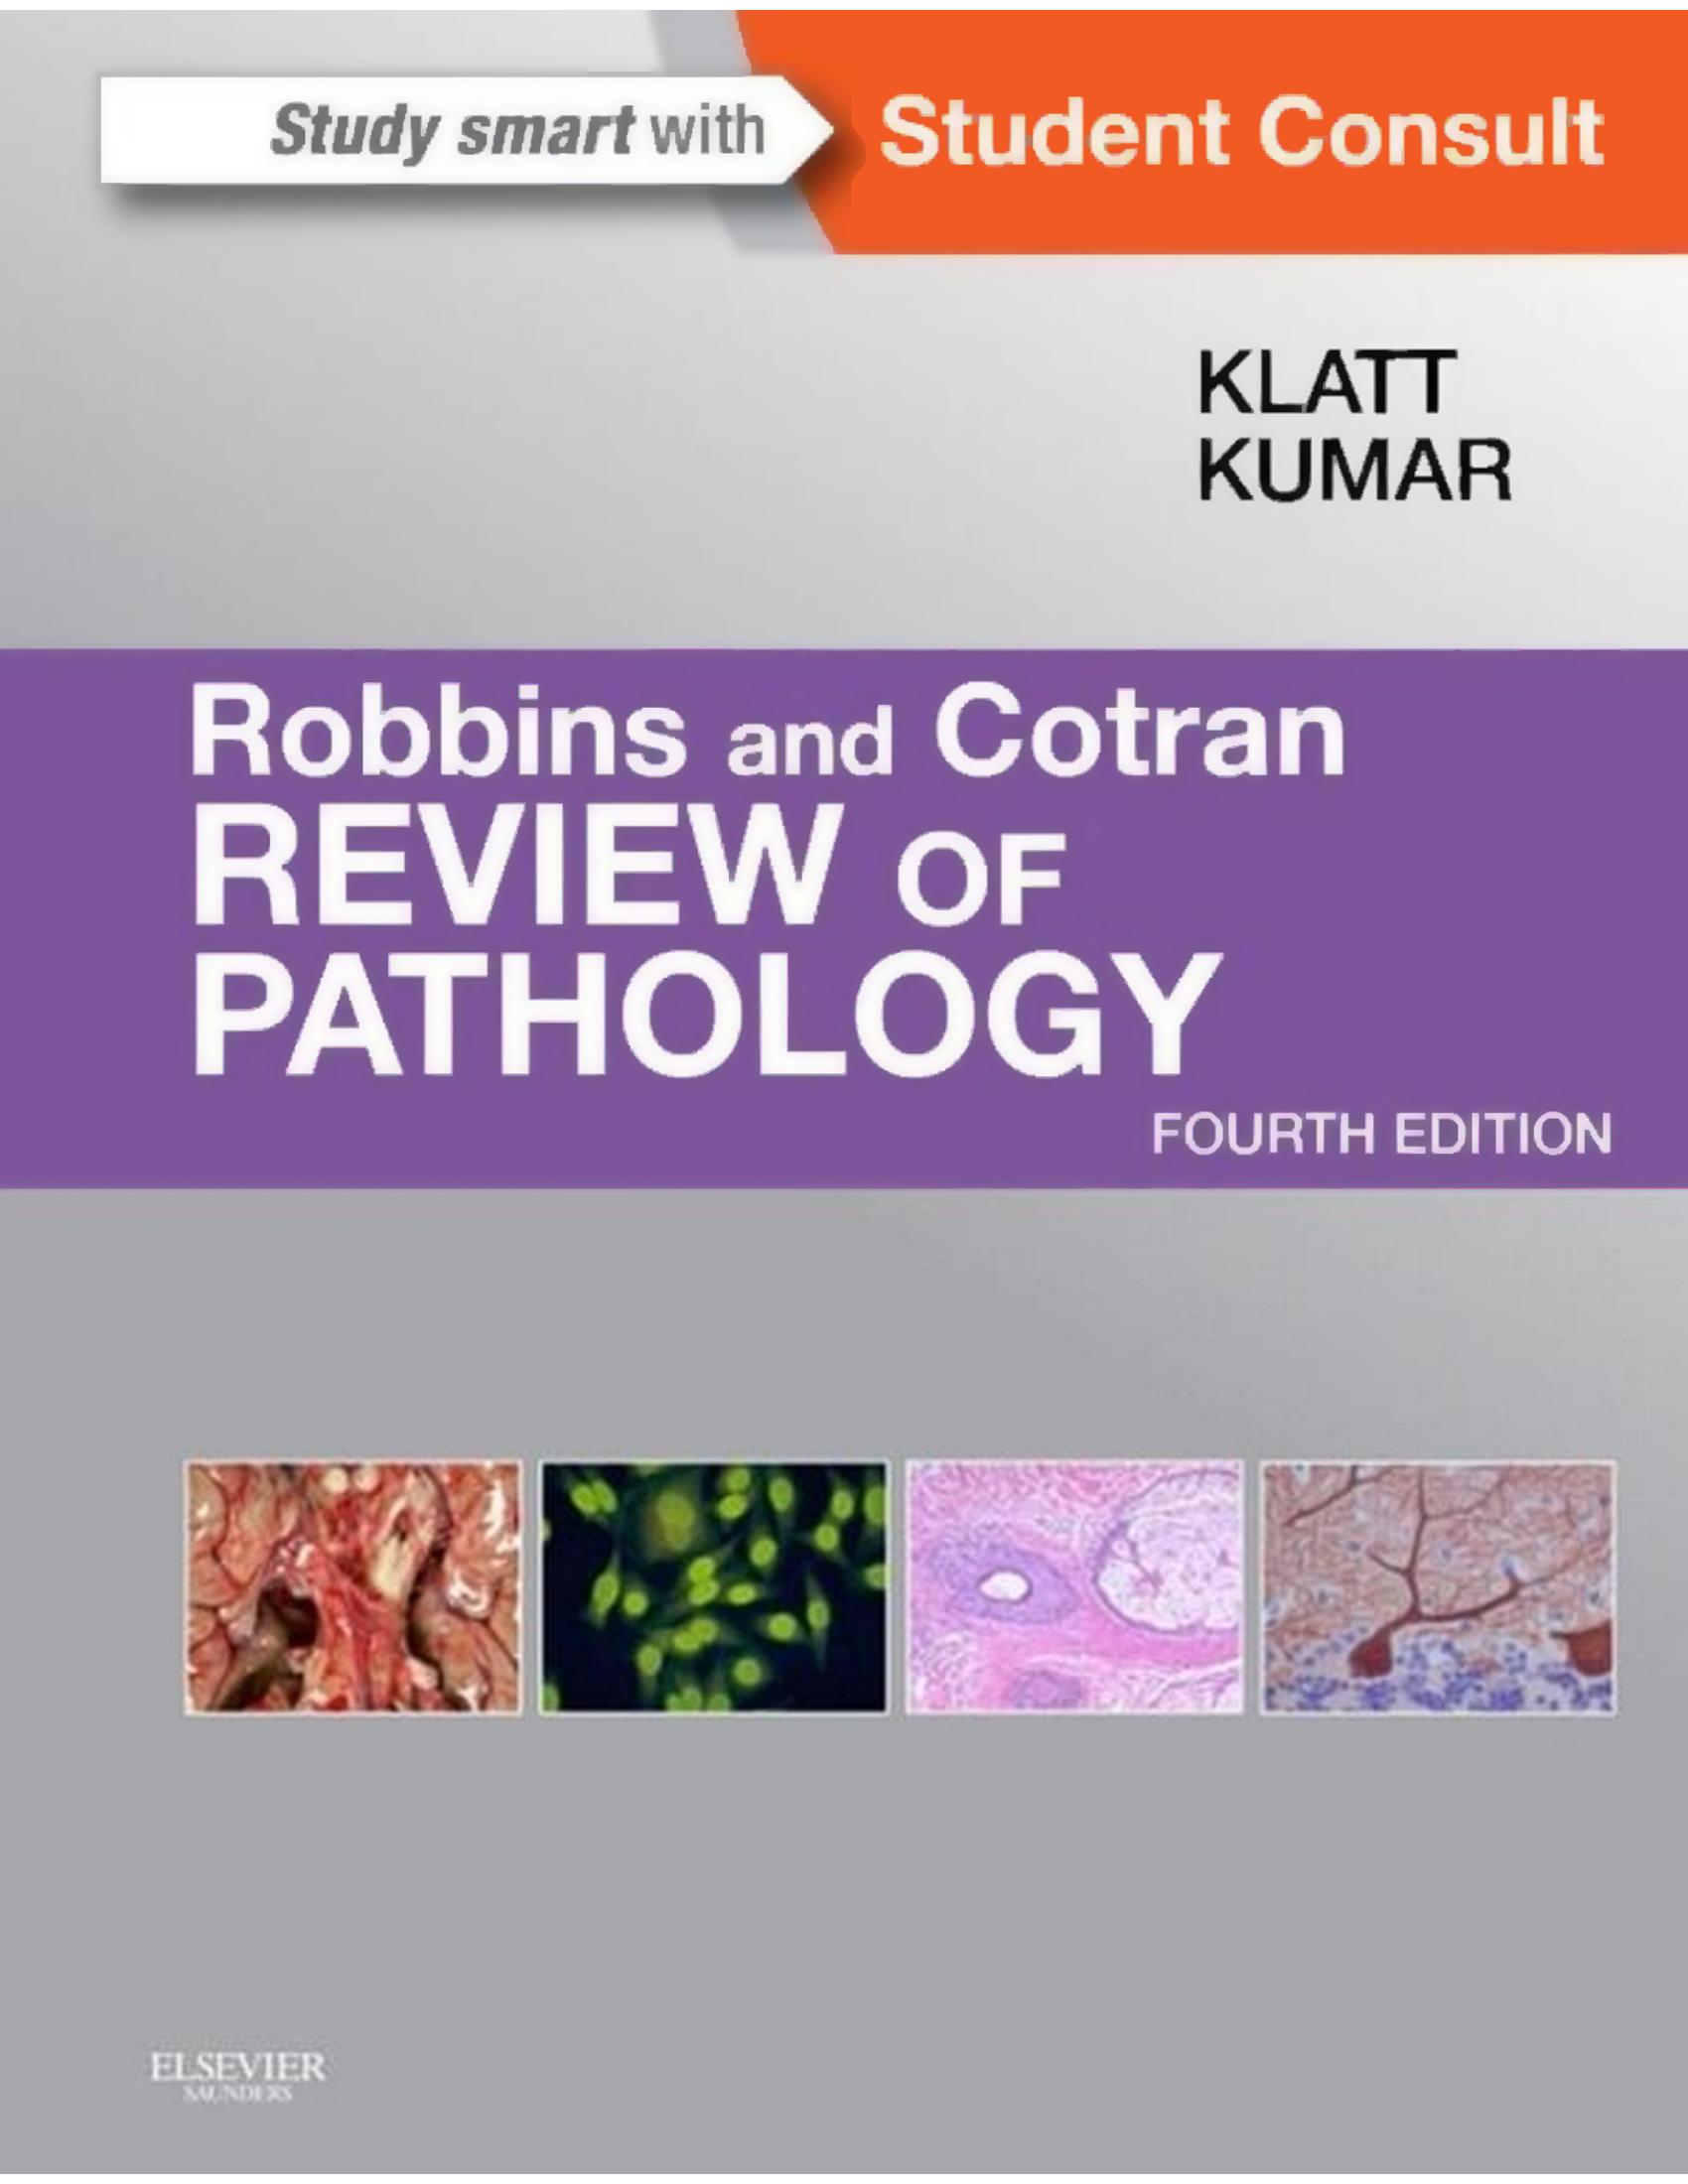 Study smart with Student Consult
KLATT
KUMAR
Robbins and Cotran
REVIEW OF
PATHOLOGY
FOURTH EDITION
ELSEVIER
SAUNDERS